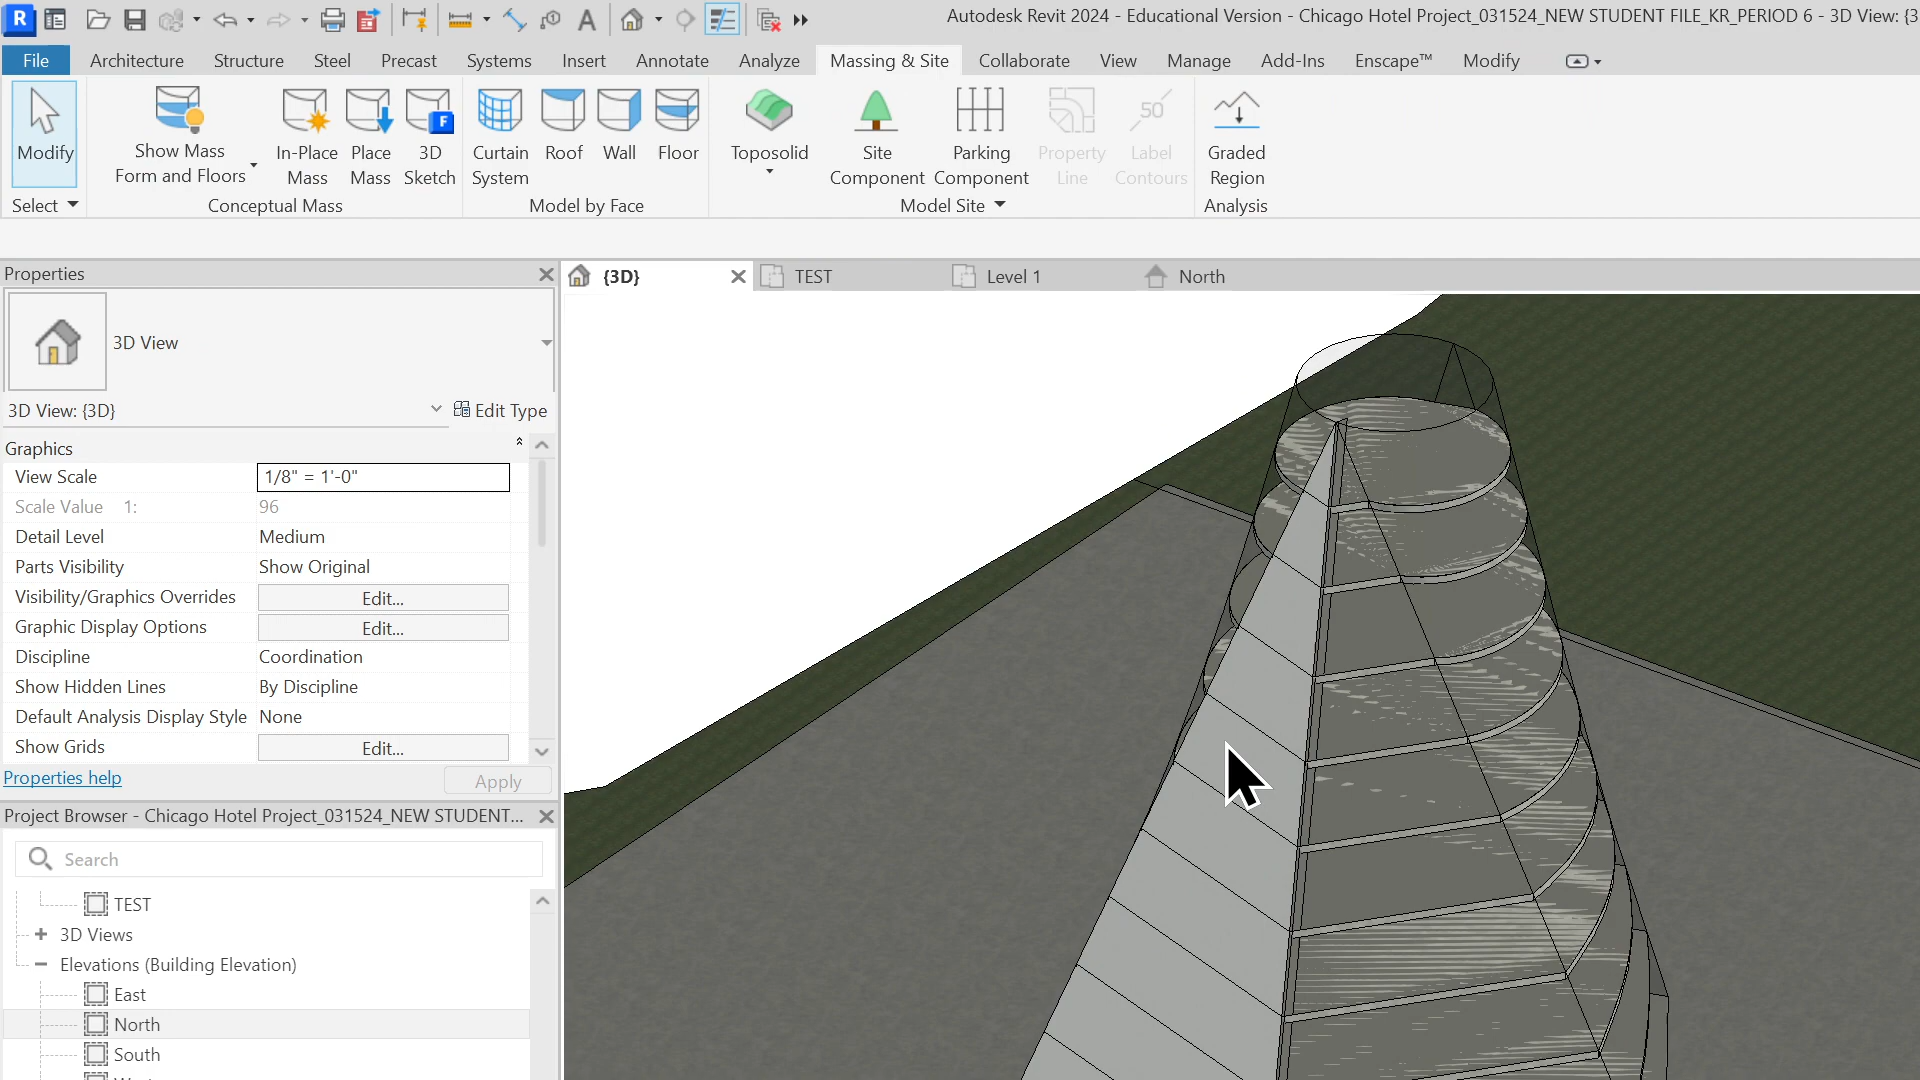 R
Autodesk Revit 2024 - Educational Version - Chicago Hotel Project_031524_NEW STUDENT FILE_KR_PERIOD 6 - 3D View: {3
File Architecture Structure Steel Precast Systems Insert Annotate Analyze Massing & Site Collaborate View Manage Add-Ins Enscape™ Modify
F
50
Modify
Show Mass
Form and Floors
In-Place
Mass
Place
Mass
3D
Sketch
Curtain
System
Roof
Wall
Floor
Toposolid
Site
Component
Parking
Component
Property
Line
Label
Contours
Graded
Region
Select
Conceptual Mass
Model by Face
Model Site
Analysis
Properties
{3D} TEST Level 1 North
3D View
3D View: {3D} Edit Type
Graphics
View Scale 1/8" = 1'-0"
Scale Value 1: 96
Detail Level Medium
Parts Visibility Show Original
Visibility/Graphics Overrides Edit...
Graphic Display Options Edit...
Discipline Coordination
Show Hidden Lines By Discipline
Default Analysis Display Style None
Show Grids Edit...
Properties help Apply
Project Browser - Chicago Hotel Project_031524_NEW STUDENT...
Search
TEST
3D Views
Elevations (Building Elevation)
East
North
South